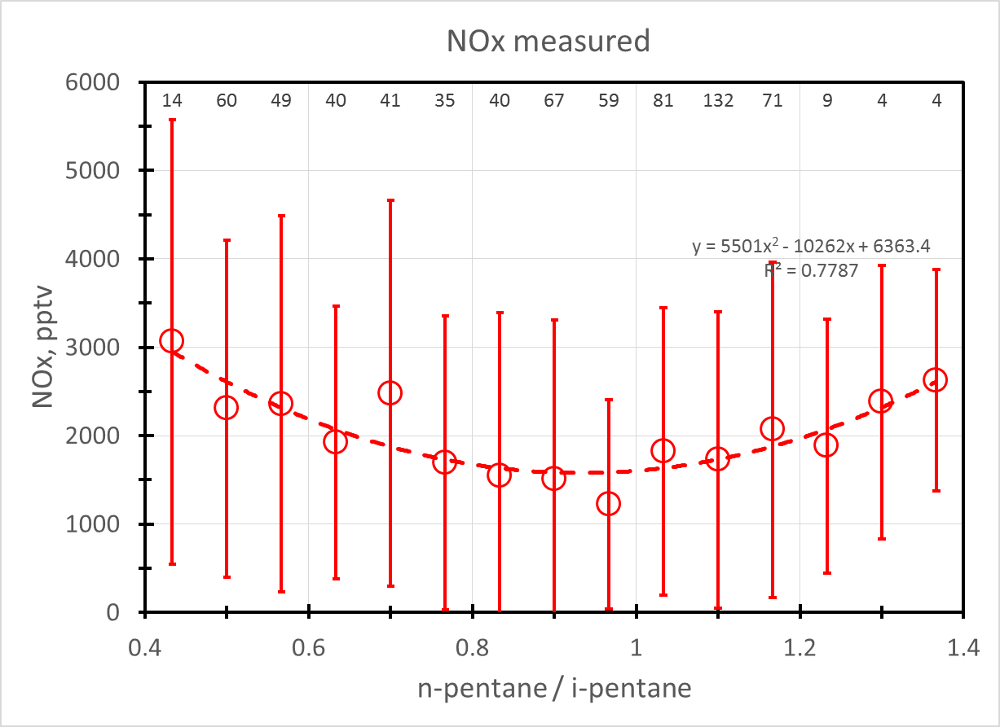 NOx measured
6000
14 60 49 40 41 35 40 67 59 81 132 71 9 4 4
5000
4000
3000
2000
1000
0
NOx, pptv
y = 5501x² - 10262x + 6363.4
R² = 0.7787
0.4 0.6 0.8 1 1.2 1.4
n-pentane / i-pentane